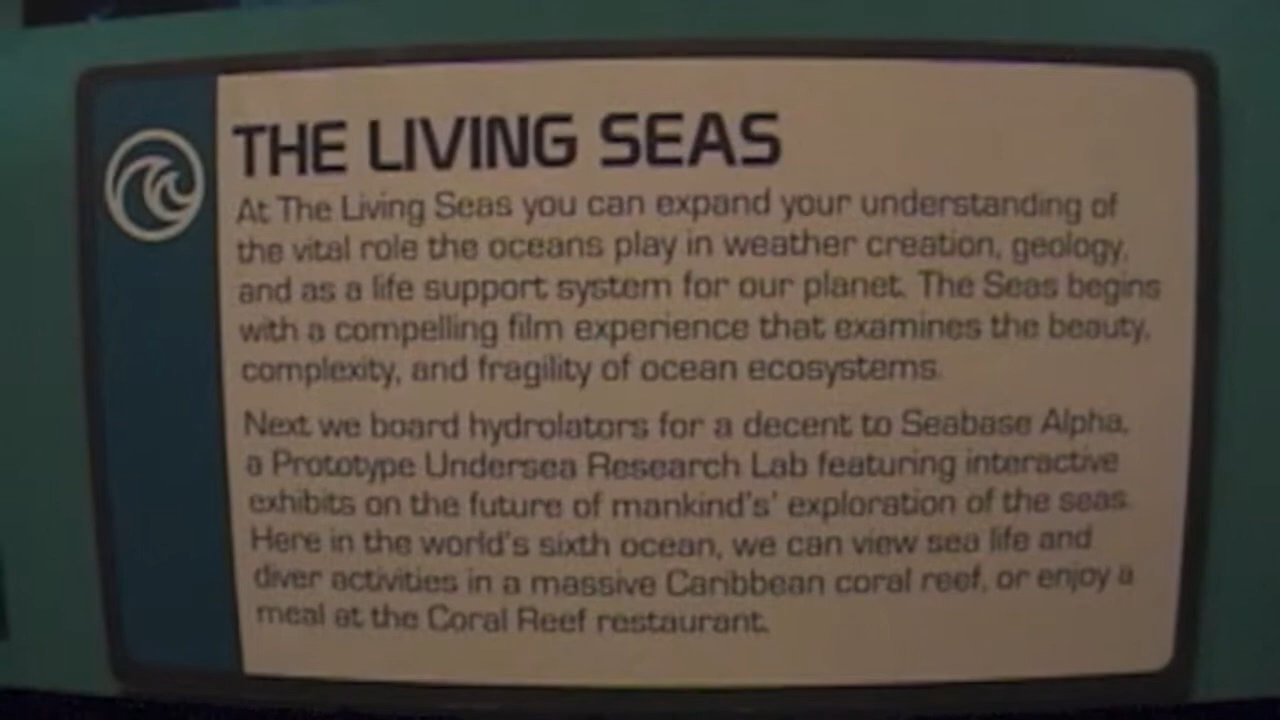 THE LIVING SEAS
At The Living Seas you can expand your understanding of
the vital role the oceans play in weather creation, geology,
and as a life support system for our planet. The Seas begins
with a compelling film experience that examines the beauty,
complexity, and fragility of ocean ecosystems.
Next we board hydrolators for a decent to Seabase Alpha,
a Prototype Undersea Research Lab featuring interactive
exhibits on the future of mankind's' exploration of the seas.
Here in the world's sixth ocean, we can view sea life and
diver activities in a massive Caribbean coral reef, or enjoy a
meal at the Coral Reef restaurant.